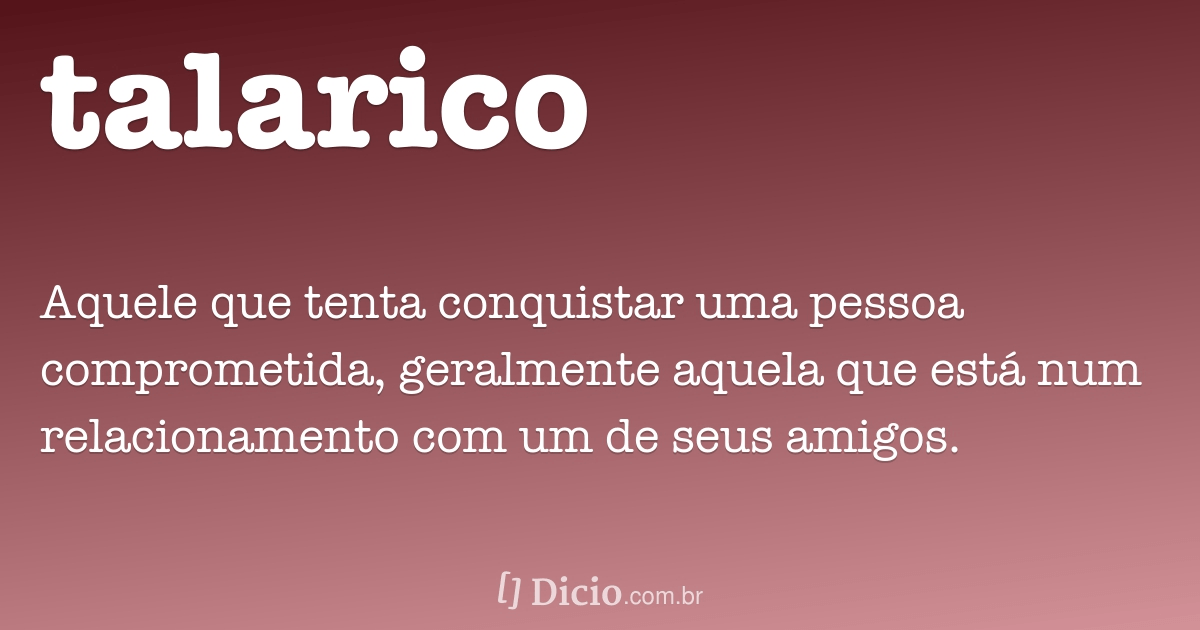 talarico
Aquele que tenta conquistar uma pessoa
comprometida, geralmente aquela que está num
relacionamento com um de seus amigos.
[] Dicio.com.br